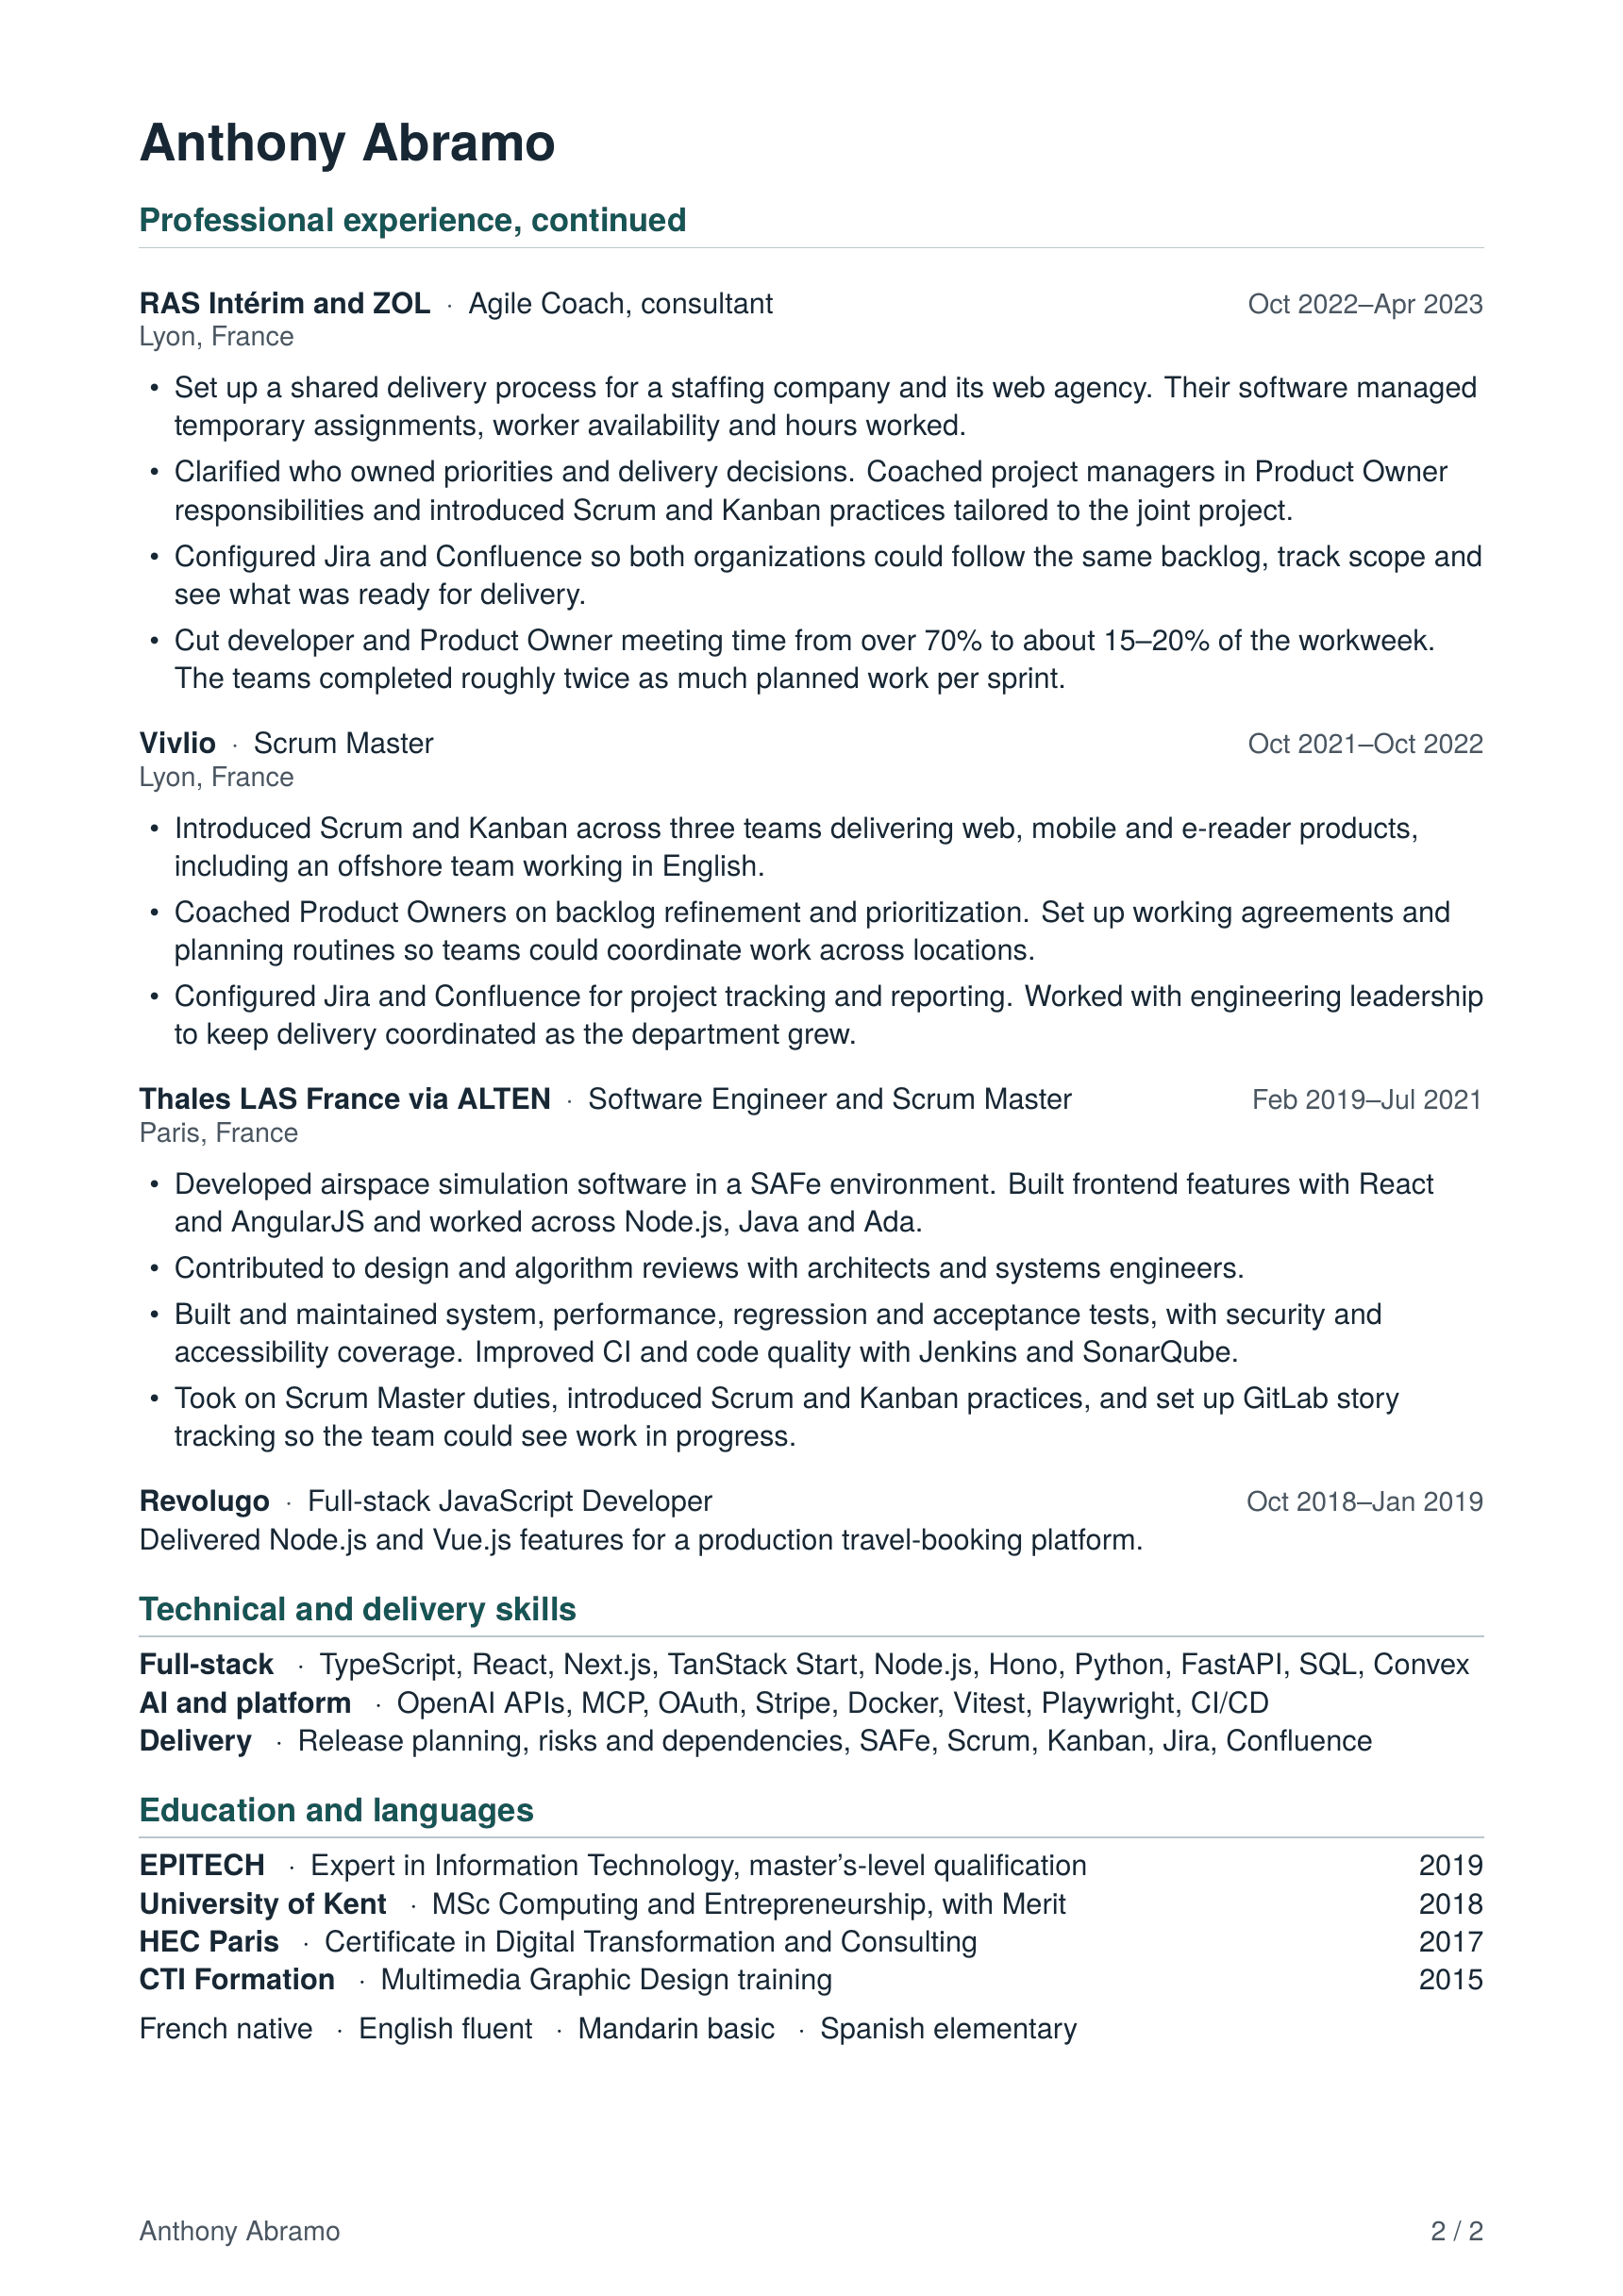 Anthony Abramo
Professional experience, continued
RAS Intérim and ZOL · Agile Coach, consultant Oct 2022–Apr 2023
Lyon, France
• Set up a shared delivery process for a staffing company and its web agency. Their software managed
temporary assignments, worker availability and hours worked.
• Clarified who owned priorities and delivery decisions. Coached project managers in Product Owner
responsibilities and introduced Scrum and Kanban practices tailored to the joint project.
• Configured Jira and Confluence so both organizations could follow the same backlog, track scope and
see what was ready for delivery.
• Cut developer and Product Owner meeting time from over 70% to about 15–20% of the workweek.
The teams completed roughly twice as much planned work per sprint.
Vivlio · Scrum Master Oct 2021–Oct 2022
Lyon, France
• Introduced Scrum and Kanban across three teams delivering web, mobile and e-reader products,
including an offshore team working in English.
• Coached Product Owners on backlog refinement and prioritization. Set up working agreements and
planning routines so teams could coordinate work across locations.
• Configured Jira and Confluence for project tracking and reporting. Worked with engineering leadership
to keep delivery coordinated as the department grew.
Thales LAS France via ALTEN · Software Engineer and Scrum Master Feb 2019–Jul 2021
Paris, France
• Developed airspace simulation software in a SAFe environment. Built frontend features with React
and AngularJS and worked across Node.js, Java and Ada.
• Contributed to design and algorithm reviews with architects and systems engineers.
• Built and maintained system, performance, regression and acceptance tests, with security and
accessibility coverage. Improved CI and code quality with Jenkins and SonarQube.
• Took on Scrum Master duties, introduced Scrum and Kanban practices, and set up GitLab story
tracking so the team could see work in progress.
Revolugo · Full-stack JavaScript Developer Oct 2018–Jan 2019
Delivered Node.js and Vue.js features for a production travel-booking platform.
Technical and delivery skills
Full-stack · TypeScript, React, Next.js, TanStack Start, Node.js, Hono, Python, FastAPI, SQL, Convex
AI and platform · OpenAI APIs, MCP, OAuth, Stripe, Docker, Vitest, Playwright, CI/CD
Delivery · Release planning, risks and dependencies, SAFe, Scrum, Kanban, Jira, Confluence
Education and languages
EPITECH · Expert in Information Technology, master’s-level qualification 2019
University of Kent · MSc Computing and Entrepreneurship, with Merit 2018
HEC Paris · Certificate in Digital Transformation and Consulting 2017
CTI Formation · Multimedia Graphic Design training 2015
French native · English fluent · Mandarin basic · Spanish elementary
Anthony Abramo 2 / 2